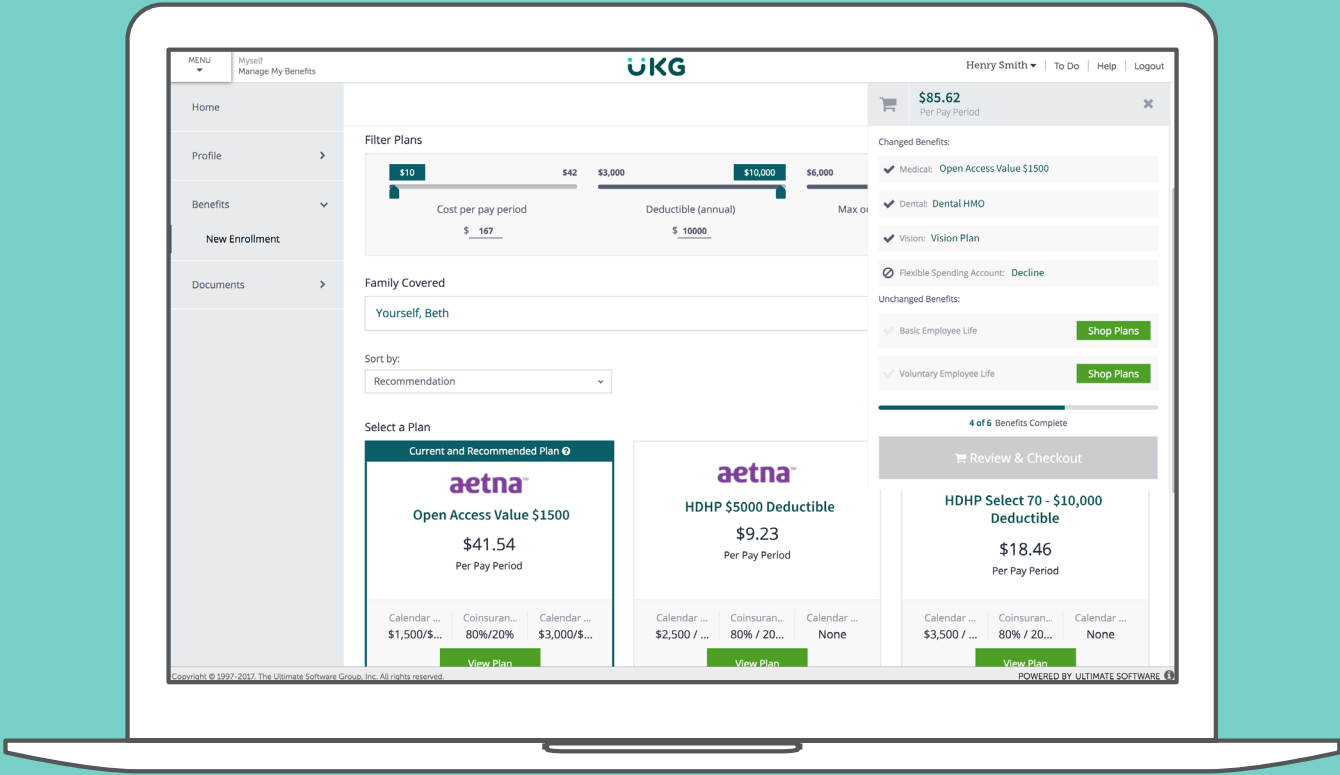 MENU
Myself
Manage My Benefits
UKG
Henry Smith
To Do
Help
Logout
Home
Profile
Benefits
New Enrollment
Documents
Filter Plans
$10
$42
Cost per pay period
$ 167
$3,000
$10,000
Deductible (annual)
$ 10000
$6,000
Max
Family Covered
Yourself, Beth
Sort by:
Recommendation
Select a Plan
Current and Recommended Plan
aetna
Open Access Value $1500
$41.54
Per Pay Period
Calendar ...
Coinsuran...
Calendar ...
$1,500/$...
80%/20%
$3,000/$...
View Plan
aetna
HDHP $5000 Deductible
$9.23
Per Pay Period
Calendar ...
Coinsuran...
Calendar ...
$2,500 / ...
80% / 20...
None
View Plan
HDHP Select 70 - $10,000
Deductible
$18.46
Per Pay Period
Calendar ...
Coinsuran...
Calendar ...
$3,500 / ...
80% / 20...
None
View Plan
$85.62
Per Pay Period
Changed Benefits:
Medical: Open Access Value $1500
Dental: Dental HMO
Vision: Vision Plan
Flexible Spending Account: Decline
Unchanged Benefits:
Basic Employee Life
Shop Plans
Voluntary Employee Life
Shop Plans
4 of 6 Benefits Complete
Review & Checkout
Copyright © 1997-2017. The Ultimate Software Group, Inc. All rights reserved.
POWERED BY ULTIMATE SOFTWARE